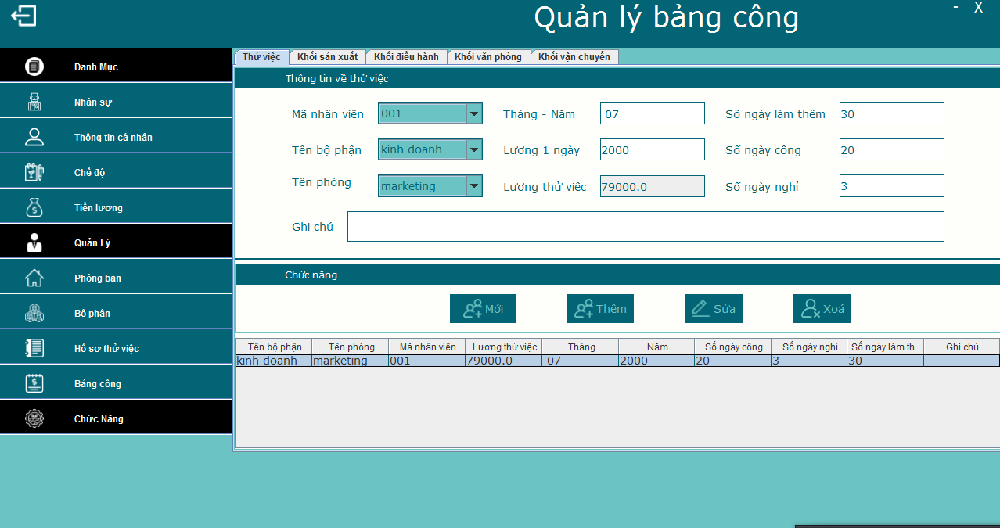 Quản lý bảng công
- X
Danh Mục
Nhân sự
Thông tin cá nhân
Chế độ
Tiền lương
Quản Lý
Phòng ban
Bộ phận
Hồ sơ thử việc
Bảng công
Chức Năng
Thử việc Khối sản xuất Khối điều hành Khối văn phòng Khối vận chuyển
Thông tin về thử việc
Mã nhân viên 001 Tháng - Năm 07 Số ngày làm thêm 30
Tên bộ phận kinh doanh Lương 1 ngày 2000 Số ngày công 20
Tên phòng marketing Lương thử việc 79000.0 Số ngày nghỉ 3
Ghi chú
Chức năng
Mới Thêm Sửa Xoá
Tên bộ phận Tên phòng Mã nhân viên Lương thử việc Tháng Năm Số ngày công Số ngày nghỉ Số ngày làm th... Ghi chú
kinh doanh marketing 001 79000.0 07 2000 20 3 30